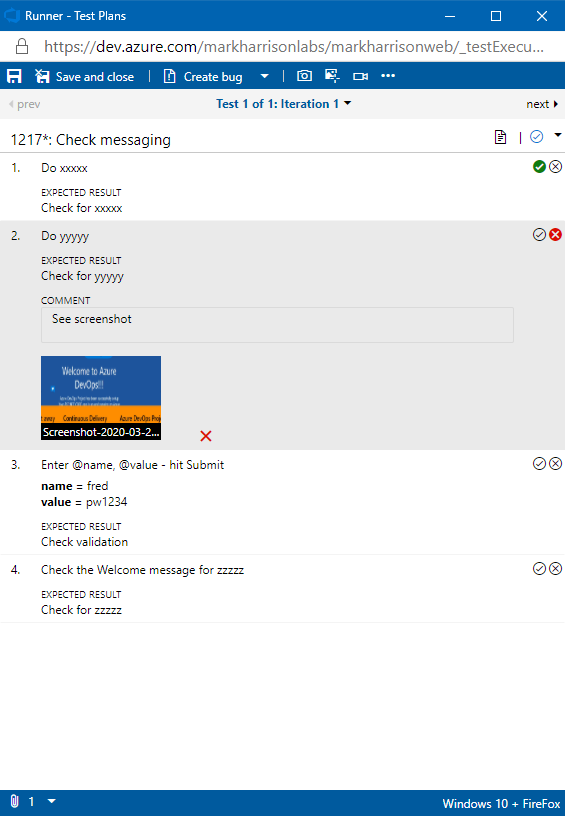 Runner - Test Plans
https://dev.azure.com/markharrisonlabs/markharrisonweb/_testExecu...
Save and close
Create bug
prev
Test 1 of 1: Iteration 1
next
1217*: Check messaging
1. Do xxxxx
EXPECTED RESULT
Check for xxxxx
2. Do yyyyy
EXPECTED RESULT
Check for yyyyy
COMMENT
See screenshot
Welcome to Azure
DevOps!!!
t away Continuous Delivery Azure DevOps Proj
Screenshot-2020-03-2...
3. Enter @name, @value - hit Submit
name = fred
value = pw1234
EXPECTED RESULT
Check validation
4. Check the Welcome message for zzzzz
EXPECTED RESULT
Check for zzzzz
1
Windows 10 + FireFox